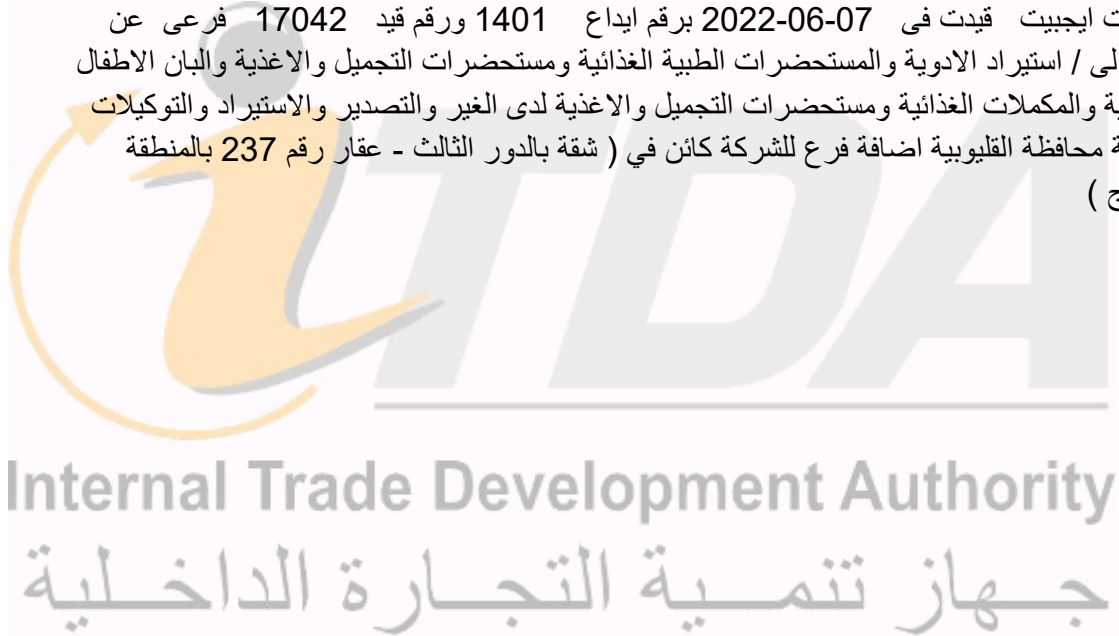 ت ايجيبت قيدت فى 07-06-2022 برقم ايداع 1401 ورقم قيد 17042 فرعى عن
لى / استيراد الادوية والمستحضرات الطبية الغذائية ومستحضرات التجميل والاغذية والبان الاطفال
ة والمكملات الغذائية ومستحضرات التجميل والاغذية لدى الغير والتصدير والاستيراد والتوكيلات
ة محافظة القليوبية اضافة فرع للشركة كائن في ( شقة بالدور الثالث - عقار رقم 237 بالمنطقة
ج )
iTDA
Internal Trade Development Authority
جهاز تنمية التجارة الداخلية